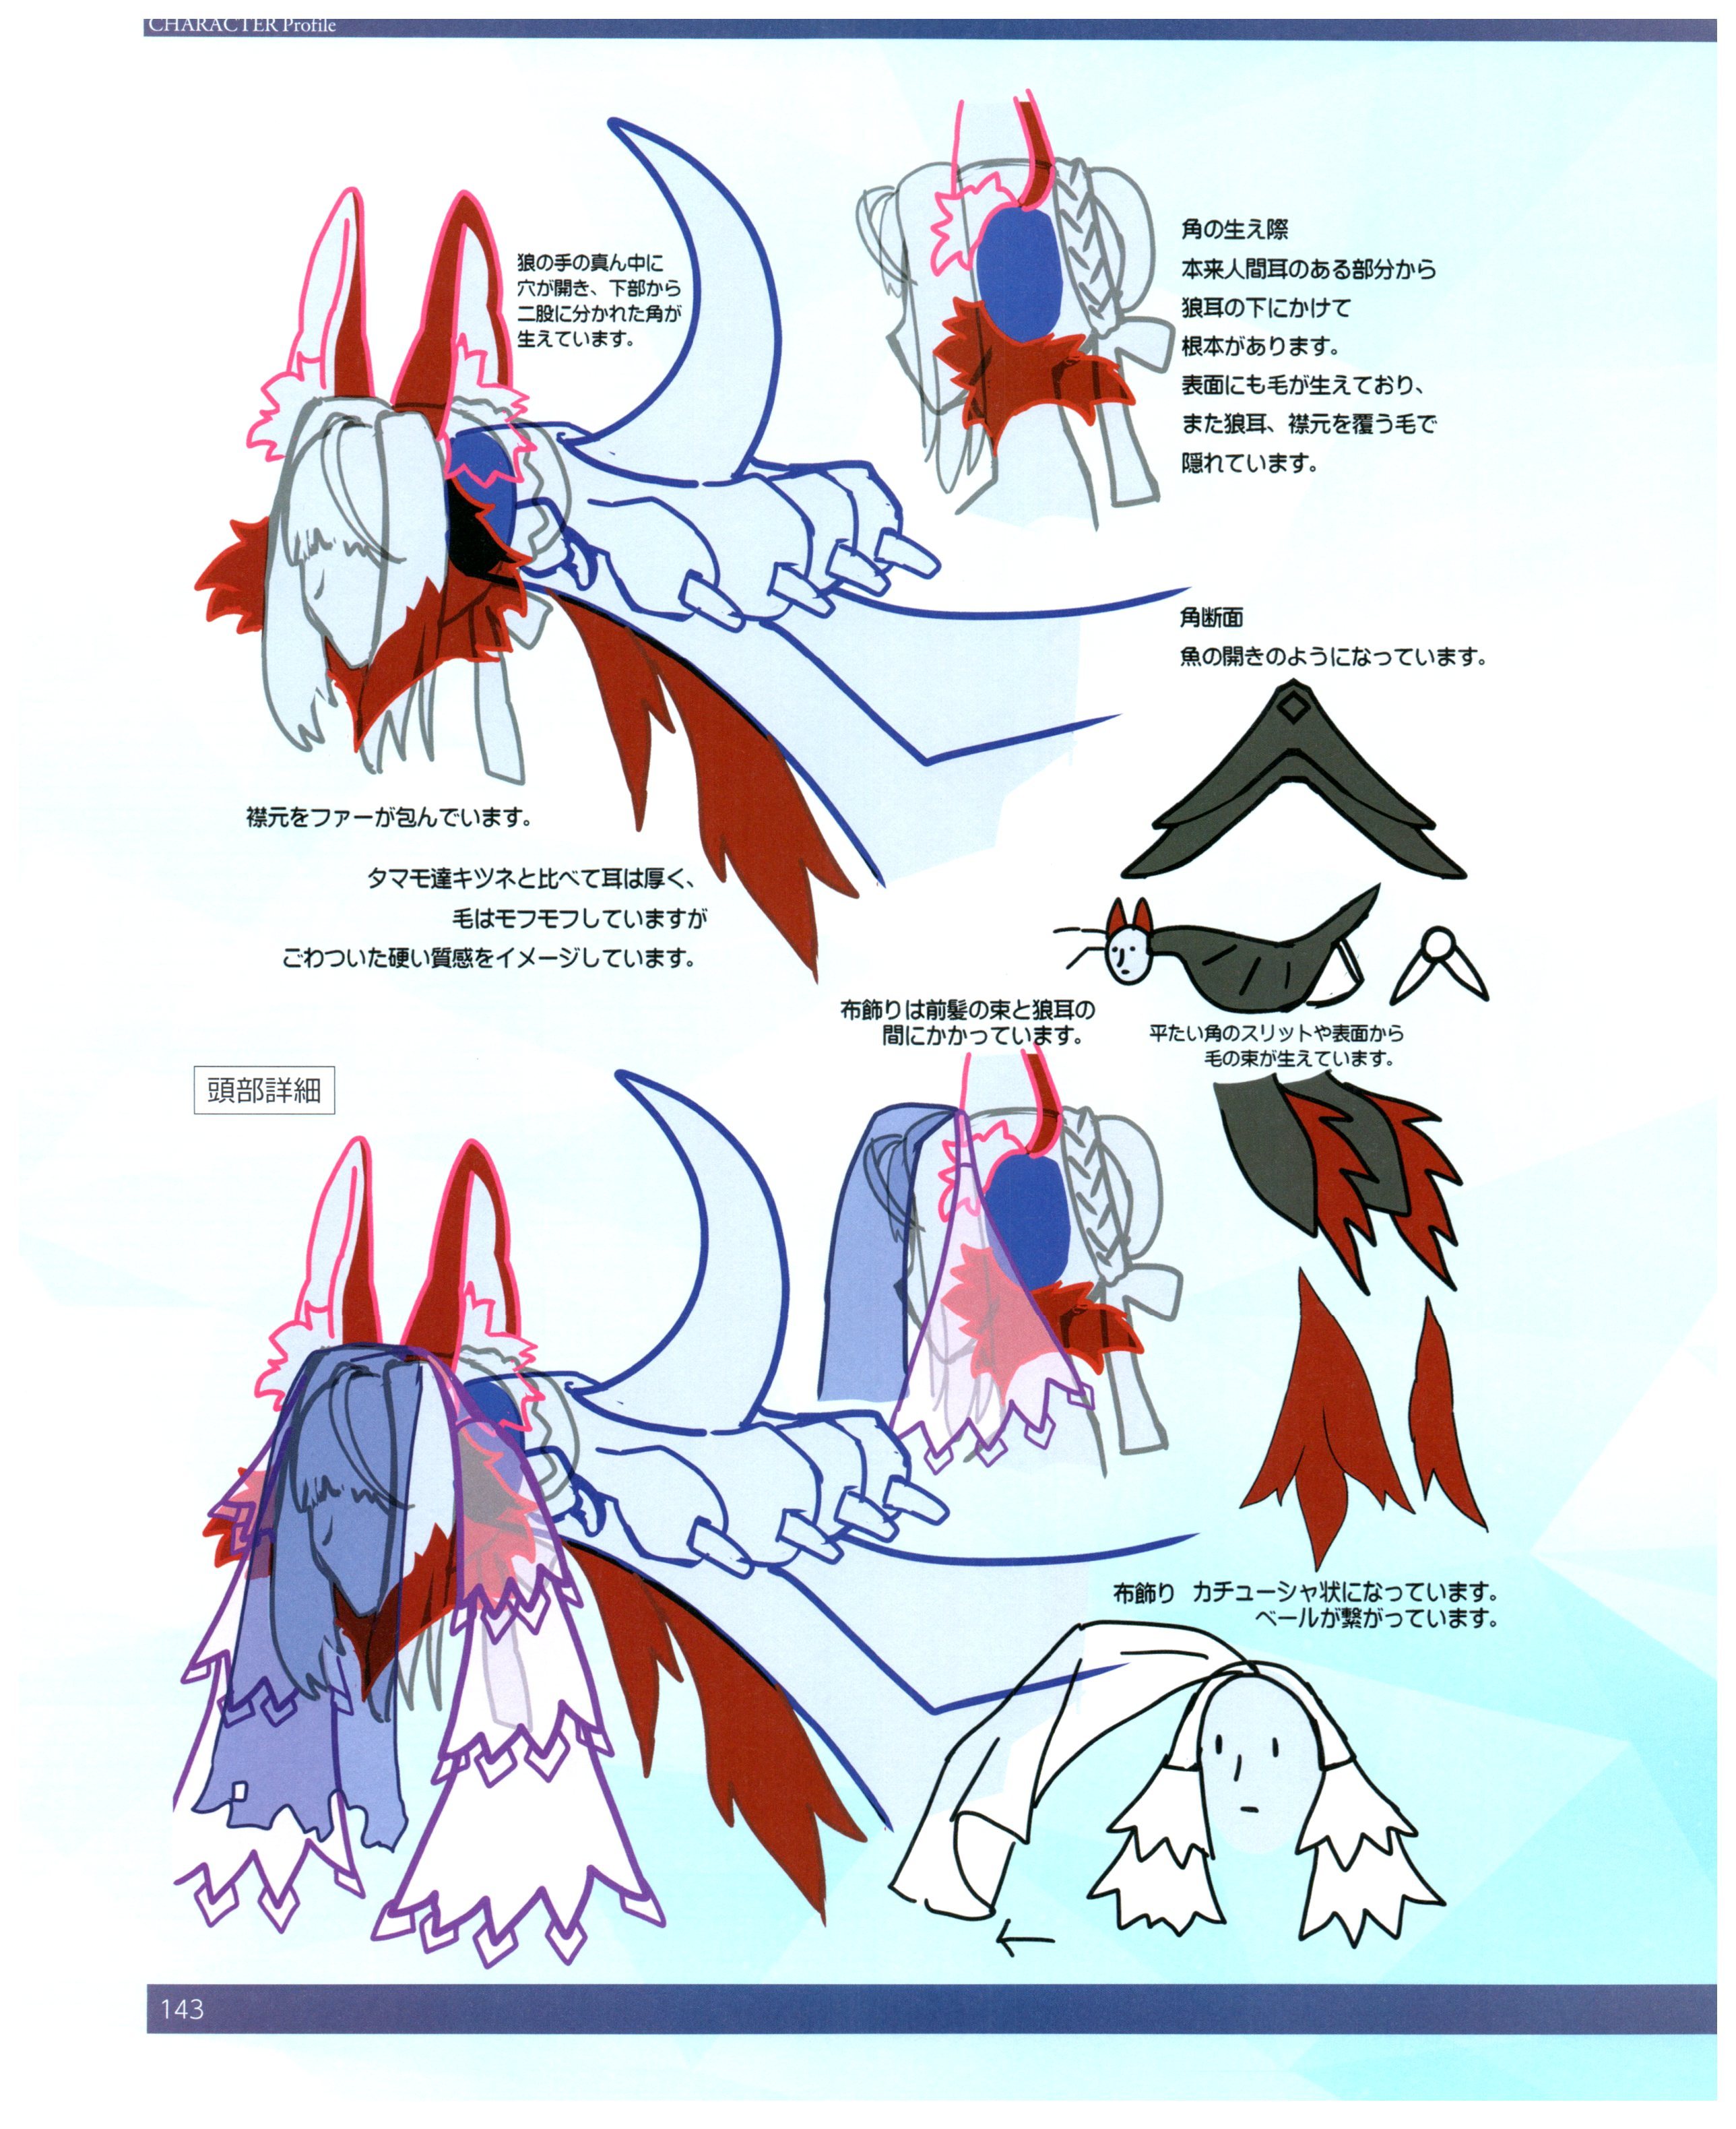 CHARACTER Profile
狼の手の真ん中に
穴が開き、下部から
二股に分かれた角が
生えています。
角の生え際
本来人間耳のある部分から
狼耳の下にかけて
根本があります。
表面にも毛が生えており、
また狼耳、襟元を覆う毛で
隠れています。
角断面
魚の開きのようになっています。
襟元をファーが包んでいます。
タマモ達キツネと比べて耳は厚く、
毛はモフモフしていますが
ごわついた硬い質感をイメージしています。
布飾りは前髪の束と狼耳の
間にかかっています。
平たい角のスリットや表面から
毛の束が生えています。
頭部詳細
布飾り カチューシャ状になっています。
ベールが繋がっています。
143